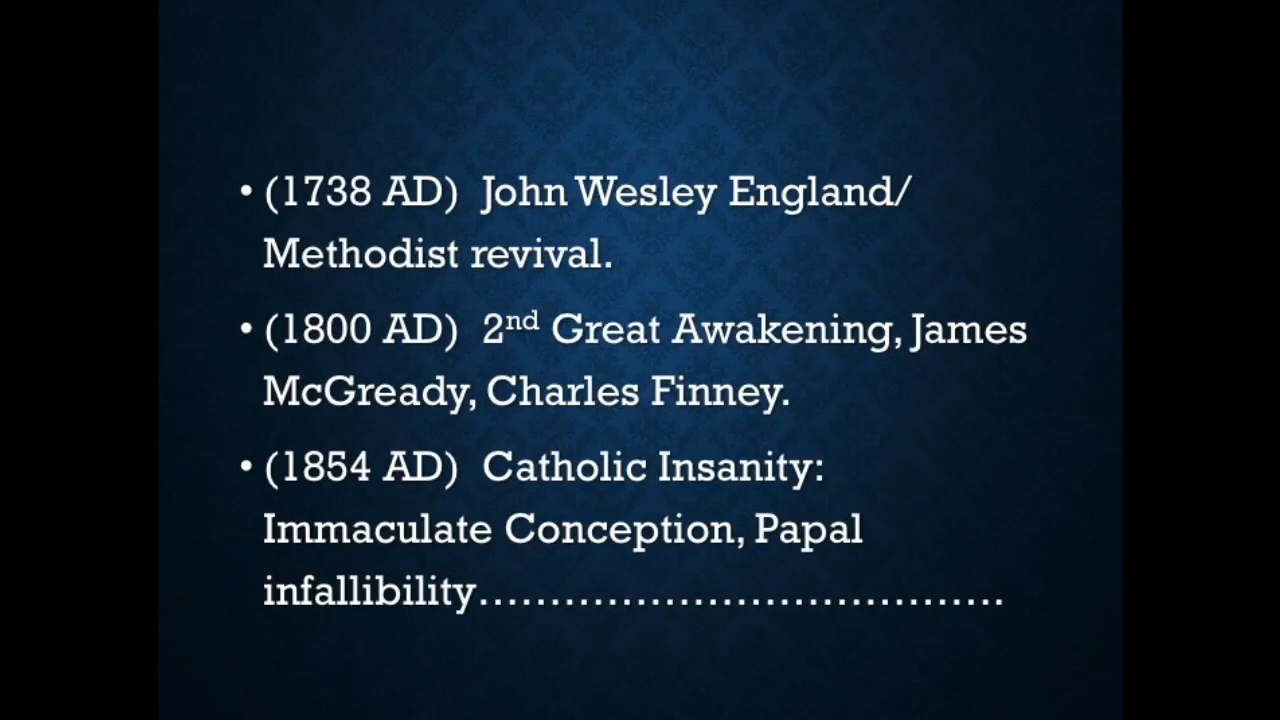 • (1738 AD) John Wesley England/
Methodist revival.
• (1800 AD) 2nd Great Awakening, James
McGready, Charles Finney.
• (1854 AD) Catholic Insanity:
Immaculate Conception, Papal
infallibility…………………………………